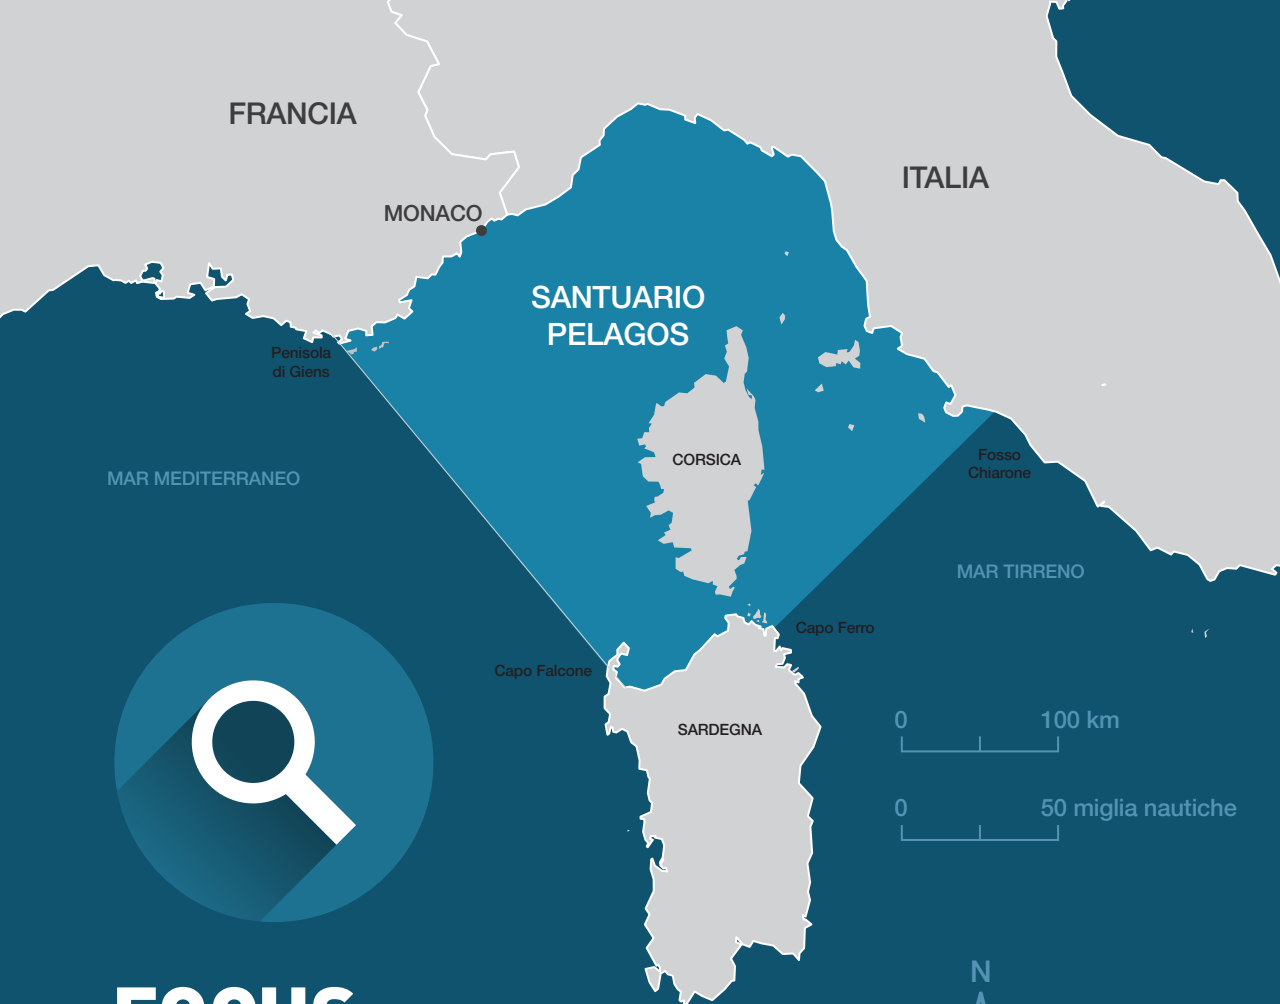 FRANCIA
ITALIA
MONACO
SANTUARIO
PELAGOS
Penisola
di Giens
CORSICA
Fosso
Chiarone
MAR MEDITERRANEO
MAR TIRRENO
Capo Ferro
Capo Falcone
SARDEGNA
0 100 km
0 50 miglia nautiche
N
FOCUS